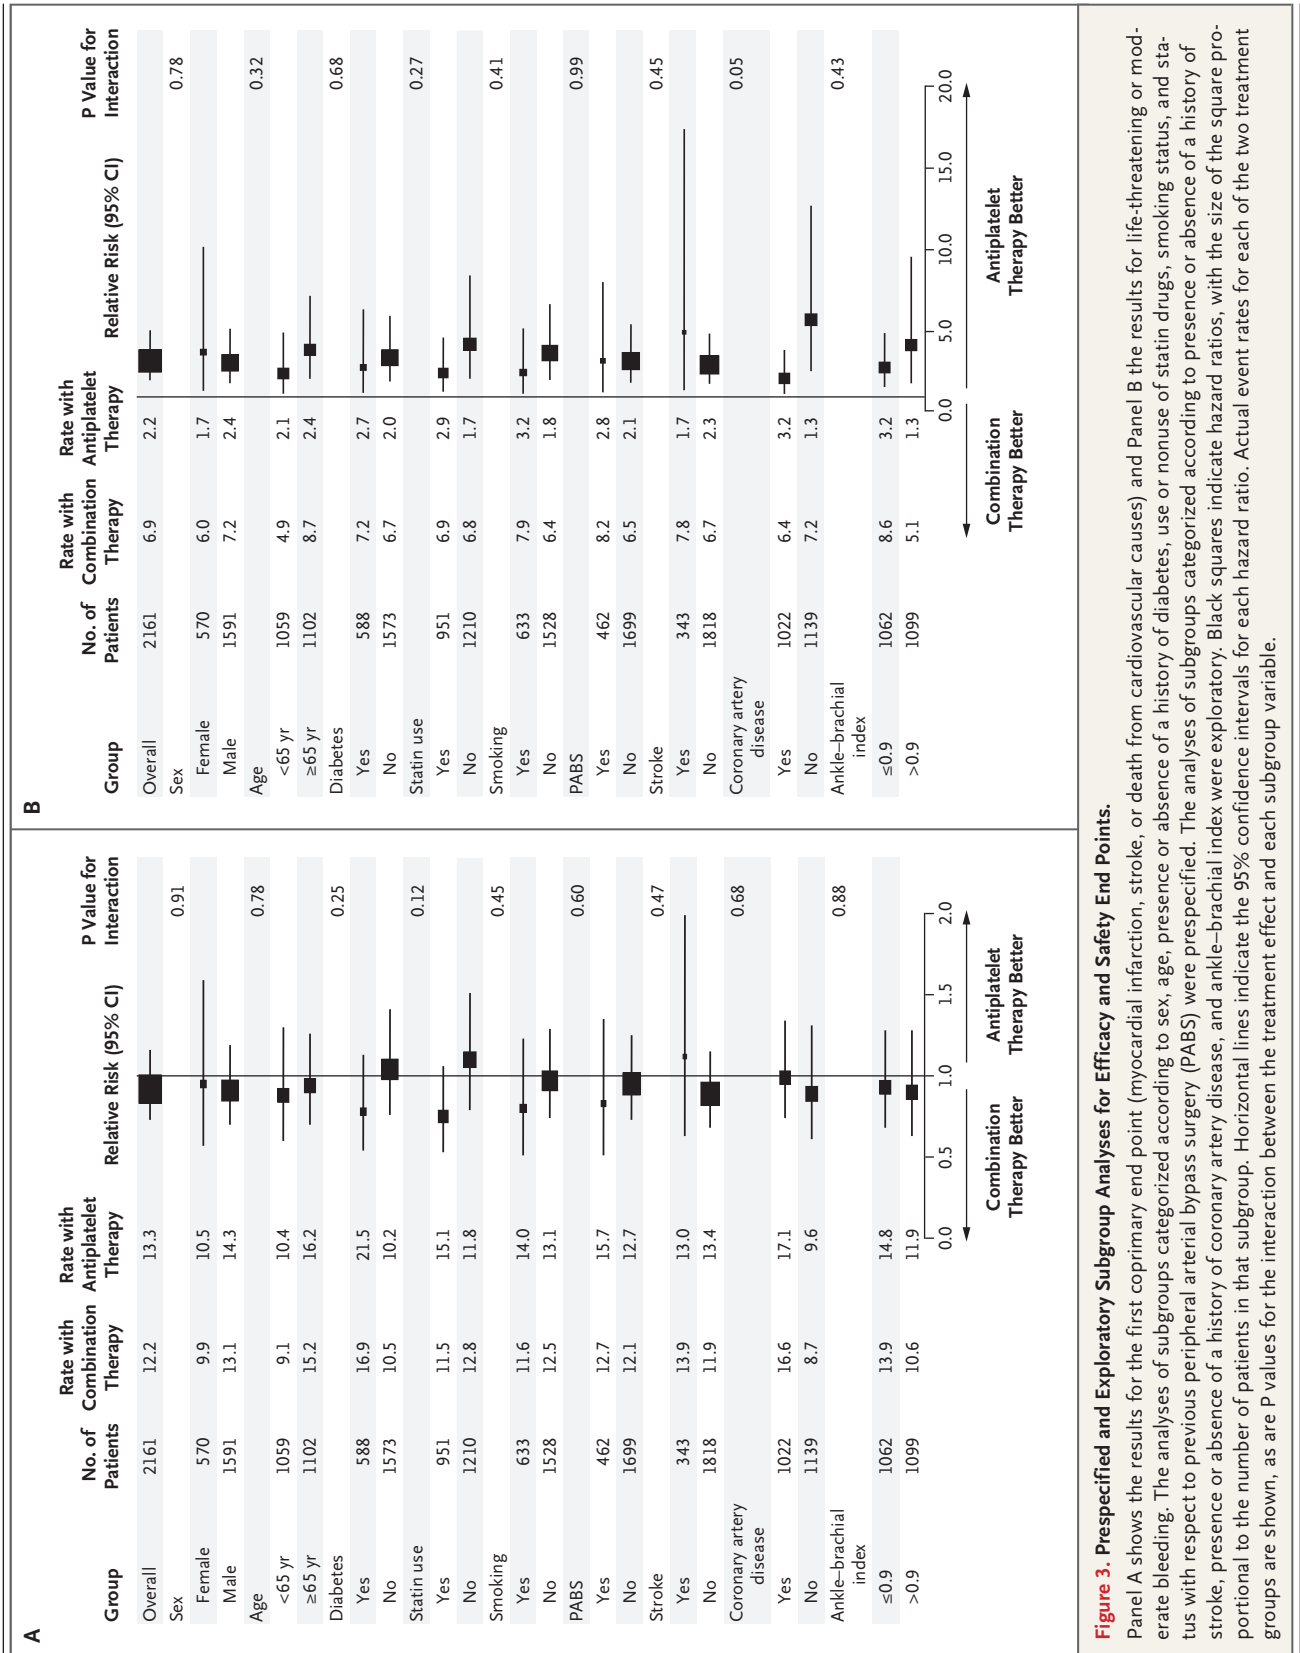 A
Group
No. of Patients
Rate with Combination Therapy
Rate with Antiplatelet Therapy
Relative Risk (95% CI)
P Value for Interaction
Overall 2161 12.2 13.3
Sex 0.91
Female 570 9.9 10.5
Male 1591 13.1 14.3
Age 0.78
<65 yr 1059 9.1 10.4
≥65 yr 1102 15.2 16.2
Diabetes 0.25
Yes 588 16.9 21.5
No 1573 10.5 10.2
Statin use 0.12
Yes 951 11.5 15.1
No 1210 12.8 11.8
Smoking 0.45
Yes 633 11.6 14.0
No 1528 12.5 13.1
PABS 0.60
Yes 462 12.7 15.7
No 1699 12.1 12.7
Stroke 0.47
Yes 343 13.9 13.0
No 1818 11.9 13.4
Coronary artery disease 0.68
Yes 1022 16.6 17.1
No 1139 8.7 9.6
Ankle–brachial index 0.88
≤0.9 1062 13.9 14.8
>0.9 1099 10.6 11.9
0.0 0.5 1.0 1.5 2.0
Combination Therapy Better
Antiplatelet Therapy Better
B
Group
No. of Patients
Rate with Combination Therapy
Rate with Antiplatelet Therapy
Relative Risk (95% CI)
P Value for Interaction
Overall 2161 6.9 2.2
Sex 0.78
Female 570 6.0 1.7
Male 1591 7.2 2.4
Age 0.32
<65 yr 1059 4.9 2.1
≥65 yr 1102 8.7 2.4
Diabetes 0.68
Yes 588 7.2 2.7
No 1573 6.7 2.0
Statin use 0.27
Yes 951 6.9 2.9
No 1210 6.8 1.7
Smoking 0.41
Yes 633 7.9 3.2
No 1528 6.4 1.8
PABS 0.99
Yes 462 8.2 2.8
No 1699 6.5 2.1
Stroke 0.45
Yes 343 7.8 1.7
No 1818 6.7 2.3
Coronary artery disease 0.05
Yes 1022 6.4 3.2
No 1139 7.2 1.3
Ankle–brachial index 0.43
≤0.9 1062 8.6 3.2
>0.9 1099 5.1 1.3
0.0 5.0 10.0 15.0 20.0
Combination Therapy Better
Antiplatelet Therapy Better
Figure 3. Prespecified and Exploratory Subgroup Analyses for Efficacy and Safety End Points.
Panel A shows the results for the first coprimary end point (myocardial infarction, stroke, or death from cardiovascular causes) and Panel B the results for life-threatening or mod-
erate bleeding. The analyses of subgroups categorized according to sex, age, presence or absence of a history of diabetes, use or nonuse of statin drugs, smoking status, and sta-
tus with respect to previous peripheral arterial bypass surgery (PABS) were prespecified. The analyses of subgroups categorized according to presence or absence of a history of
stroke, presence or absence of a history of coronary artery disease, and ankle–brachial index were exploratory. Black squares indicate hazard ratios, with the size of the square pro-
portional to the number of patients in that subgroup. Horizontal lines indicate the 95% confidence intervals for each hazard ratio. Actual event rates for each of the two treatment
groups are shown, as are P values for the interaction between the treatment effect and each subgroup variable.